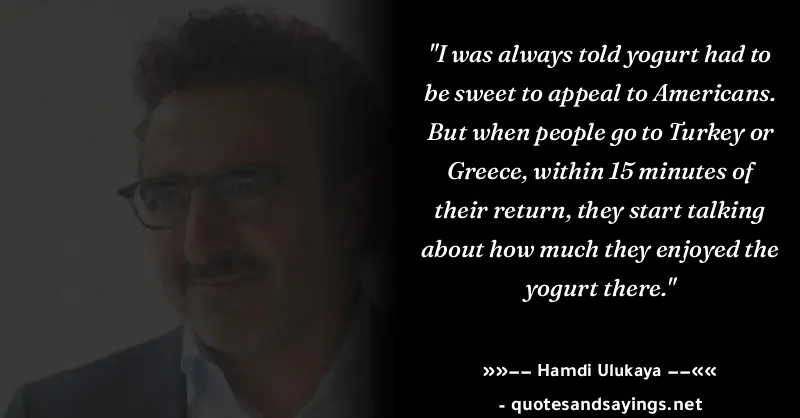 "I was always told yogurt had to
be sweet to appeal to Americans.
But when people go to Turkey or
Greece, within 15 minutes of
their return, they start talking
about how much they enjoyed the
yogurt there."
»»–– Hamdi Ulukaya ––««
- quotesandsayings.net